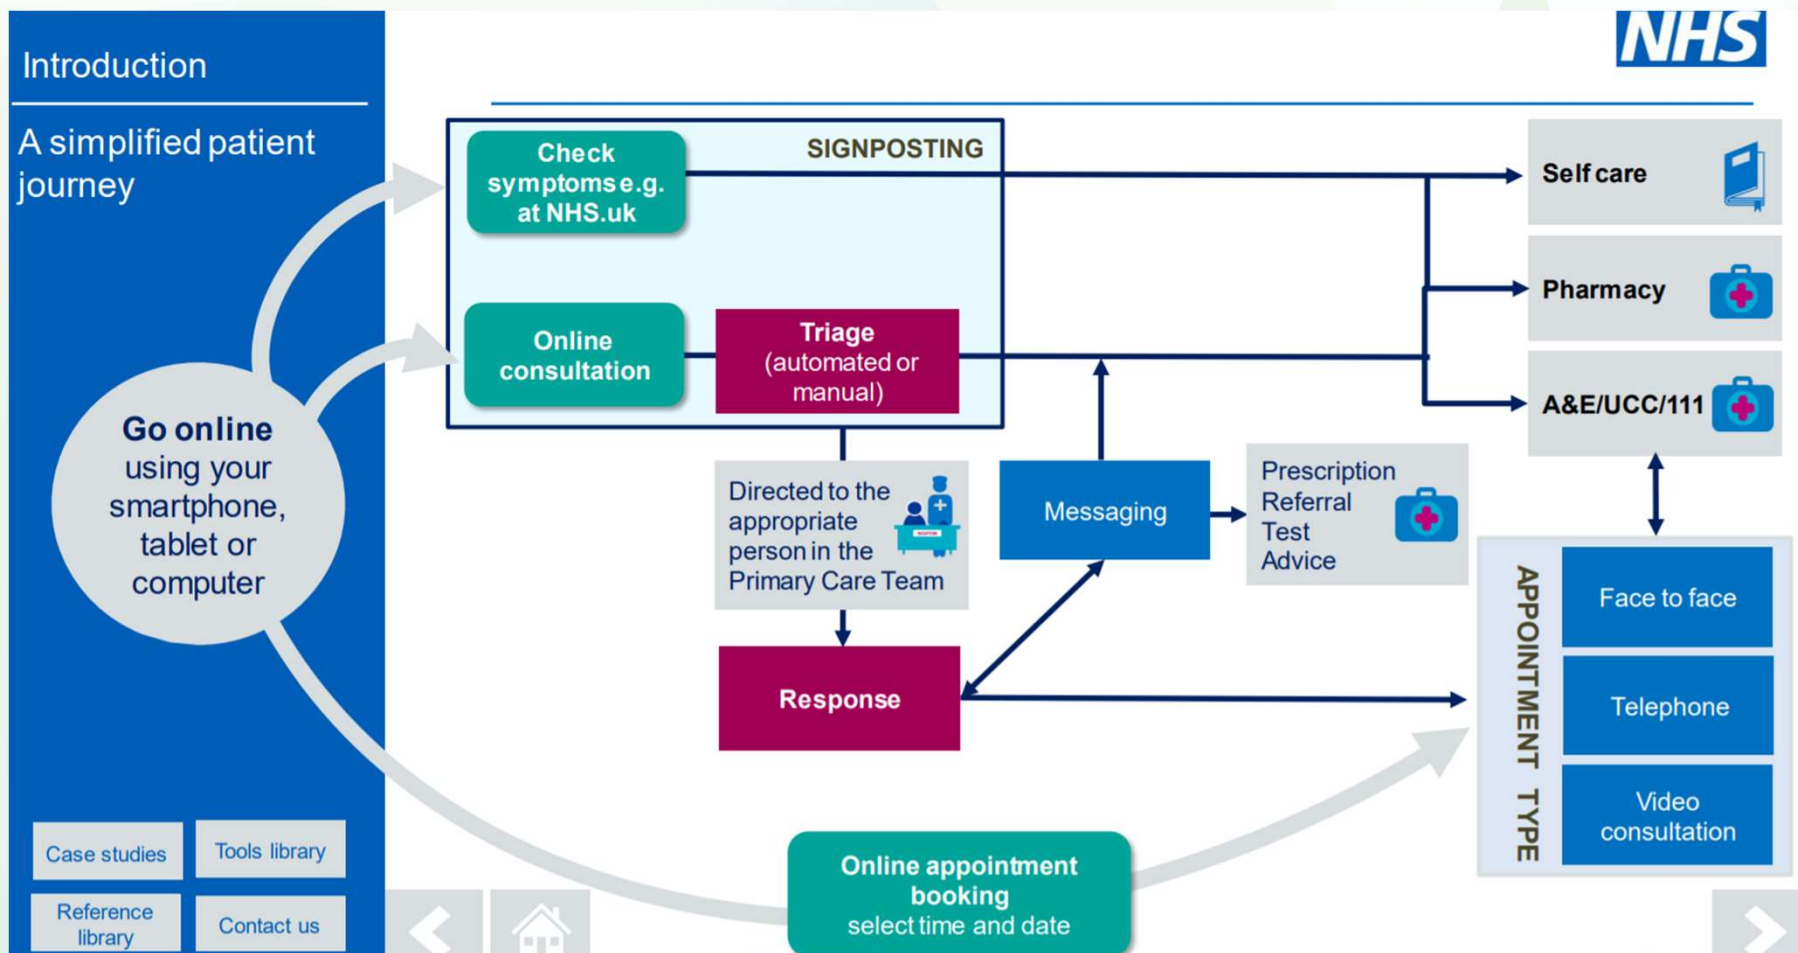 Introduction
A simplified patient
journey
Go online
using your
smartphone,
tablet or
computer
Case studies
Tools library
Reference
library
Contact us
NHS
SIGNPOSTING
Check
symptoms e.g.
at NHS.uk
Online
consultation
Triage
(automated or
manual)
Directed to the
appropriate
person in the
Primary Care Team
Response
Messaging
Prescription
Referral
Test
Advice
Self care
Pharmacy
A&E/UCC/111
APPOINTMENT TYPE
Face to face
Telephone
Video
consultation
Online appointment
booking
select time and date